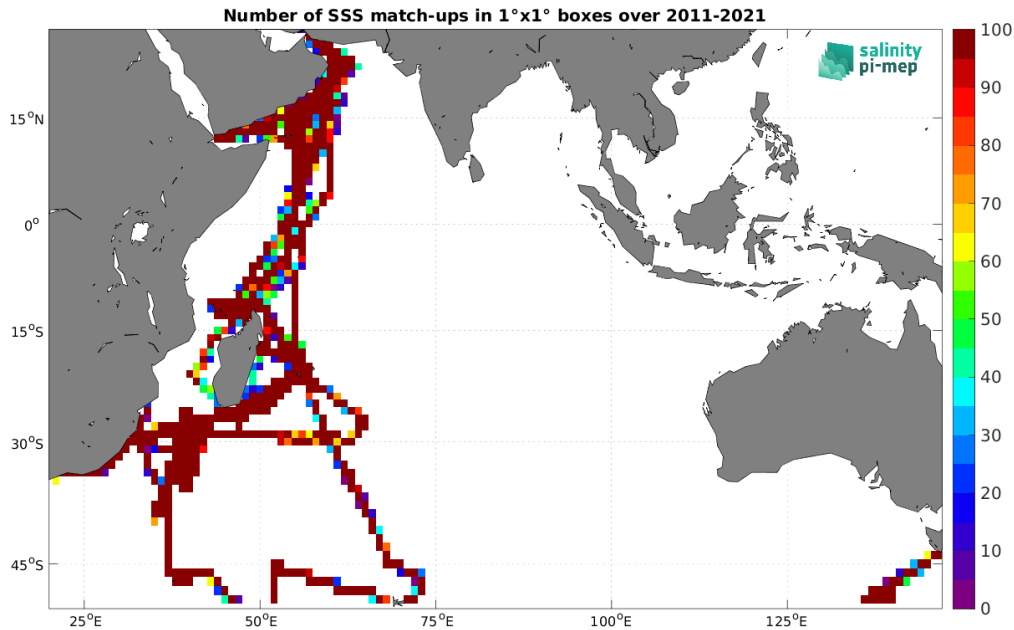 Number of SSS match-ups in 1°x1° boxes over 2011-2021
salinity
pi-mep
100
90
80
70
60
50
40
30
20
10
0
15°N
0°
15°S
30°S
45°S
25°E
50°E
75°E
100°E
125°E